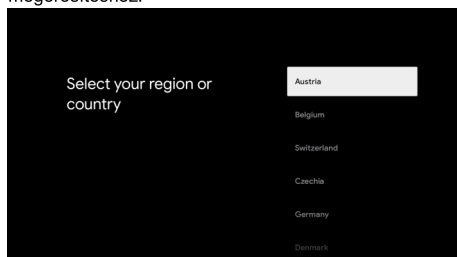 Select your region or
country
Austria
Belgium
Switzerland
Czechia
Germany
Denmark